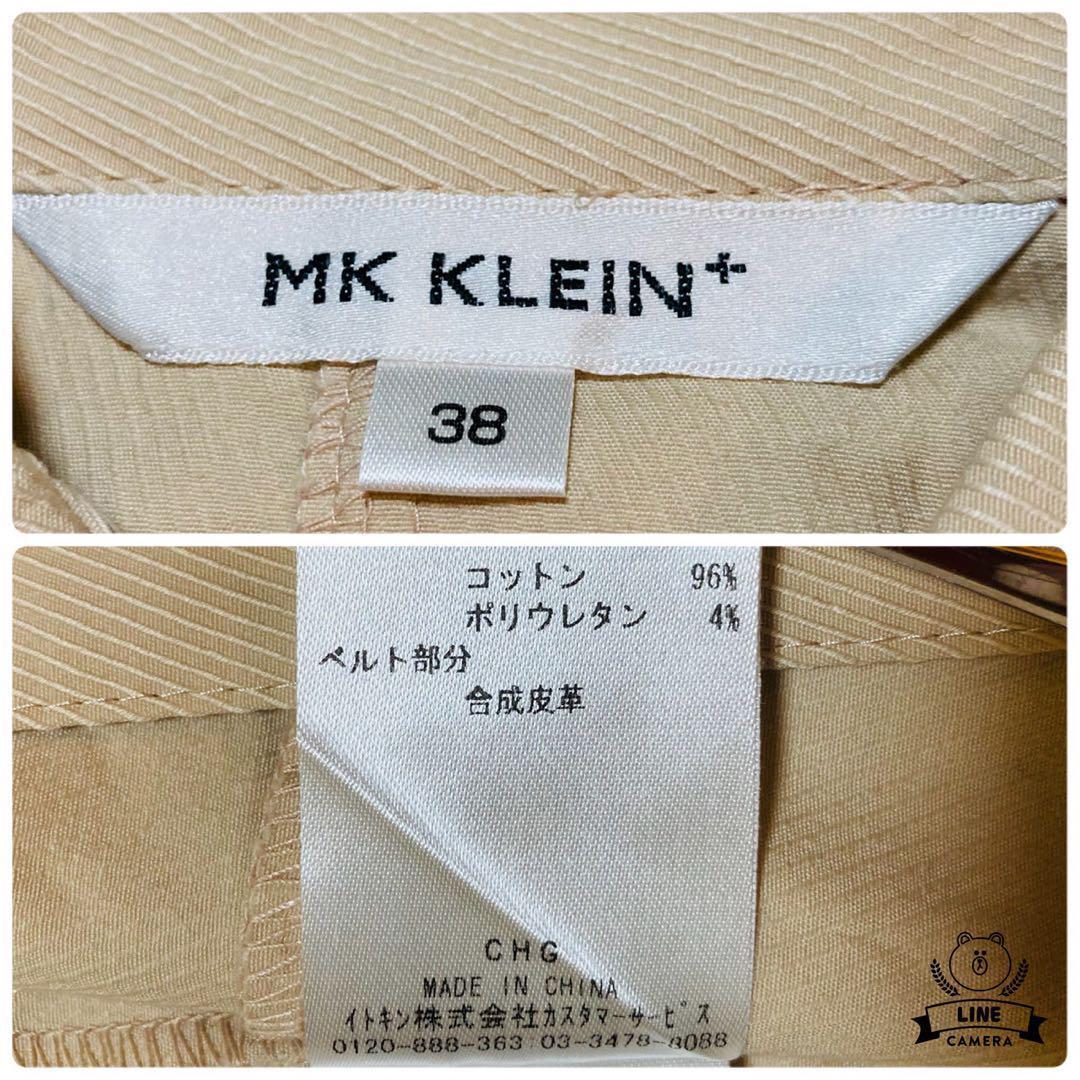 MK KLEIN+
38
コットン 96%
ポリウレタン 4%
ベルト部分
合成皮革
CHG
MADE IN CHINA
イトキン株式会社カスタマーサービス
0120-888-363 03-3478-8088
LINE
CAMERA